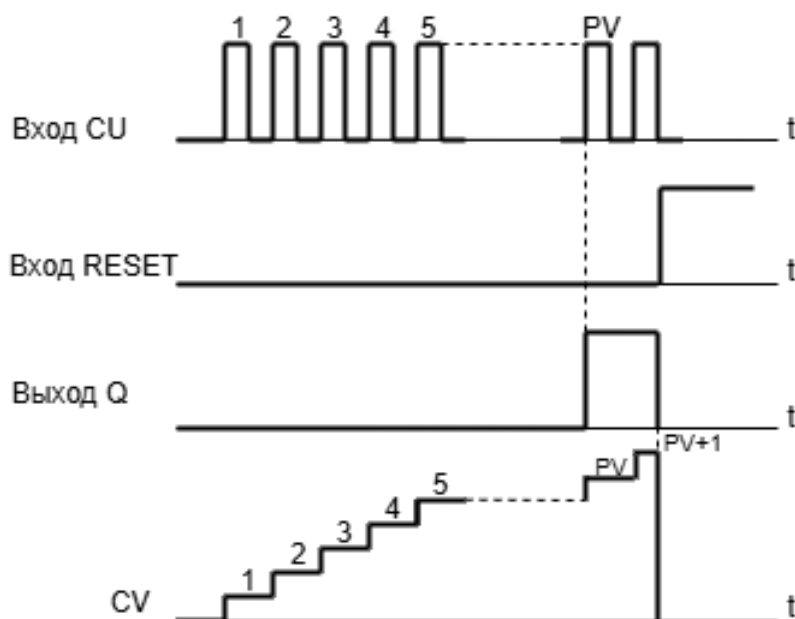 1 2 3 4 5 PV
Вход CU t
Вход RESET t
Выход Q t
PV+1
PV
5
4
3
2
1
CV t